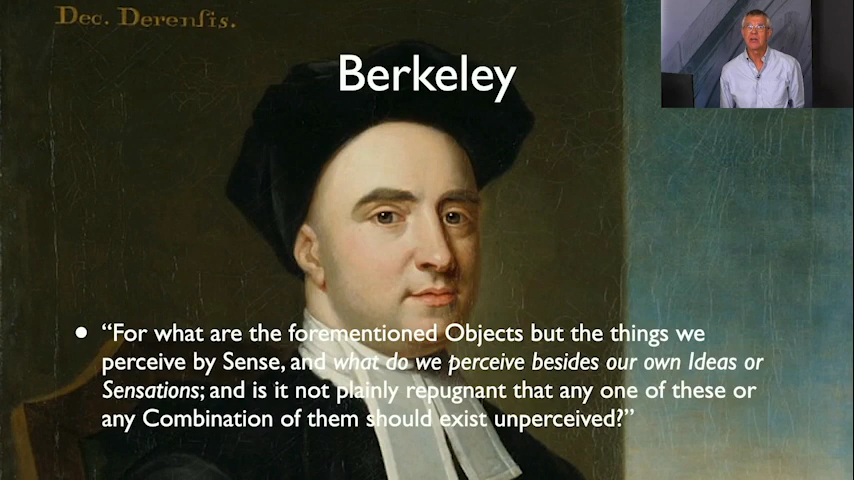 Dec. Derensis.
Berkeley
• “For what are the forementioned Objects but the things we
perceive by Sense, and what do we perceive besides our own Ideas or
Sensations; and is it not plainly repugnant that any one of these or
any Combination of them should exist unperceived?”